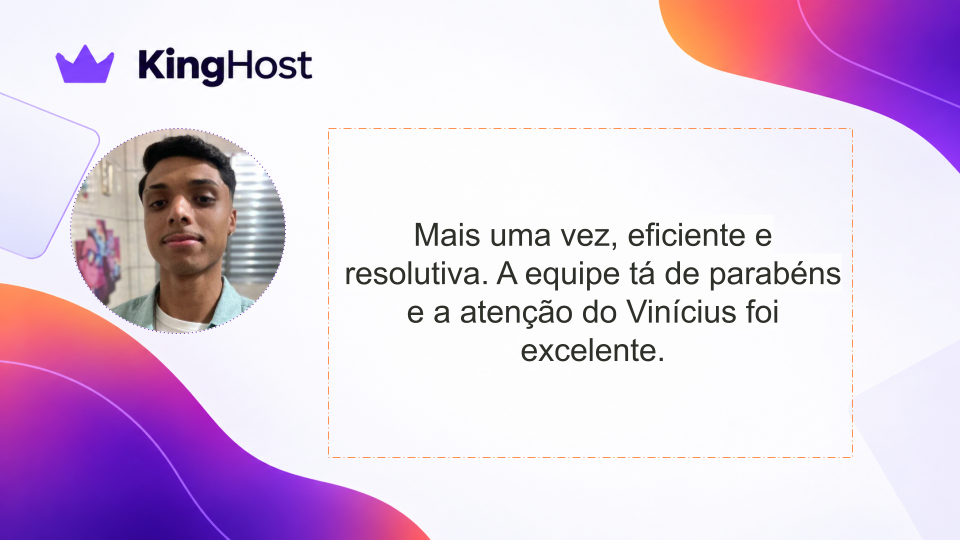 KingHost
Mais uma vez, eficiente e
resolutiva. A equipe tá de parabéns
e a atenção do Vinícius foi
excelente.